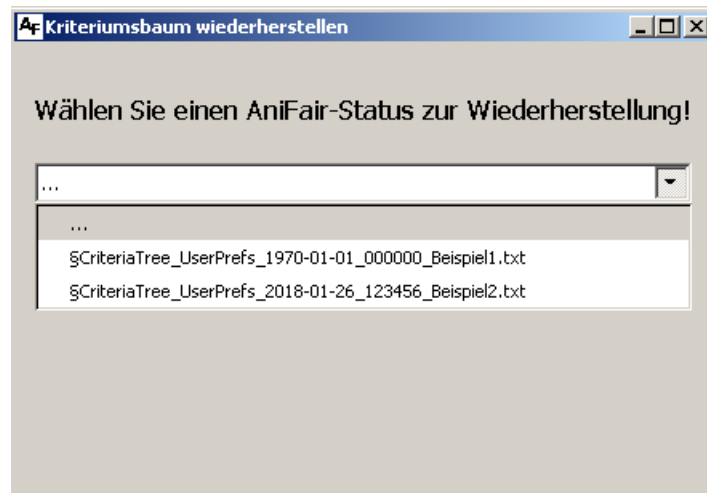 AF Kriteriumsbaum wiederherstellen
Wählen Sie einen AniFair-Status zur Wiederherstellung!
...
...
§CriteriaTree_UserPrefs_1970-01-01_000000_Beispiel1.txt
§CriteriaTree_UserPrefs_2018-01-26_123456_Beispiel2.txt